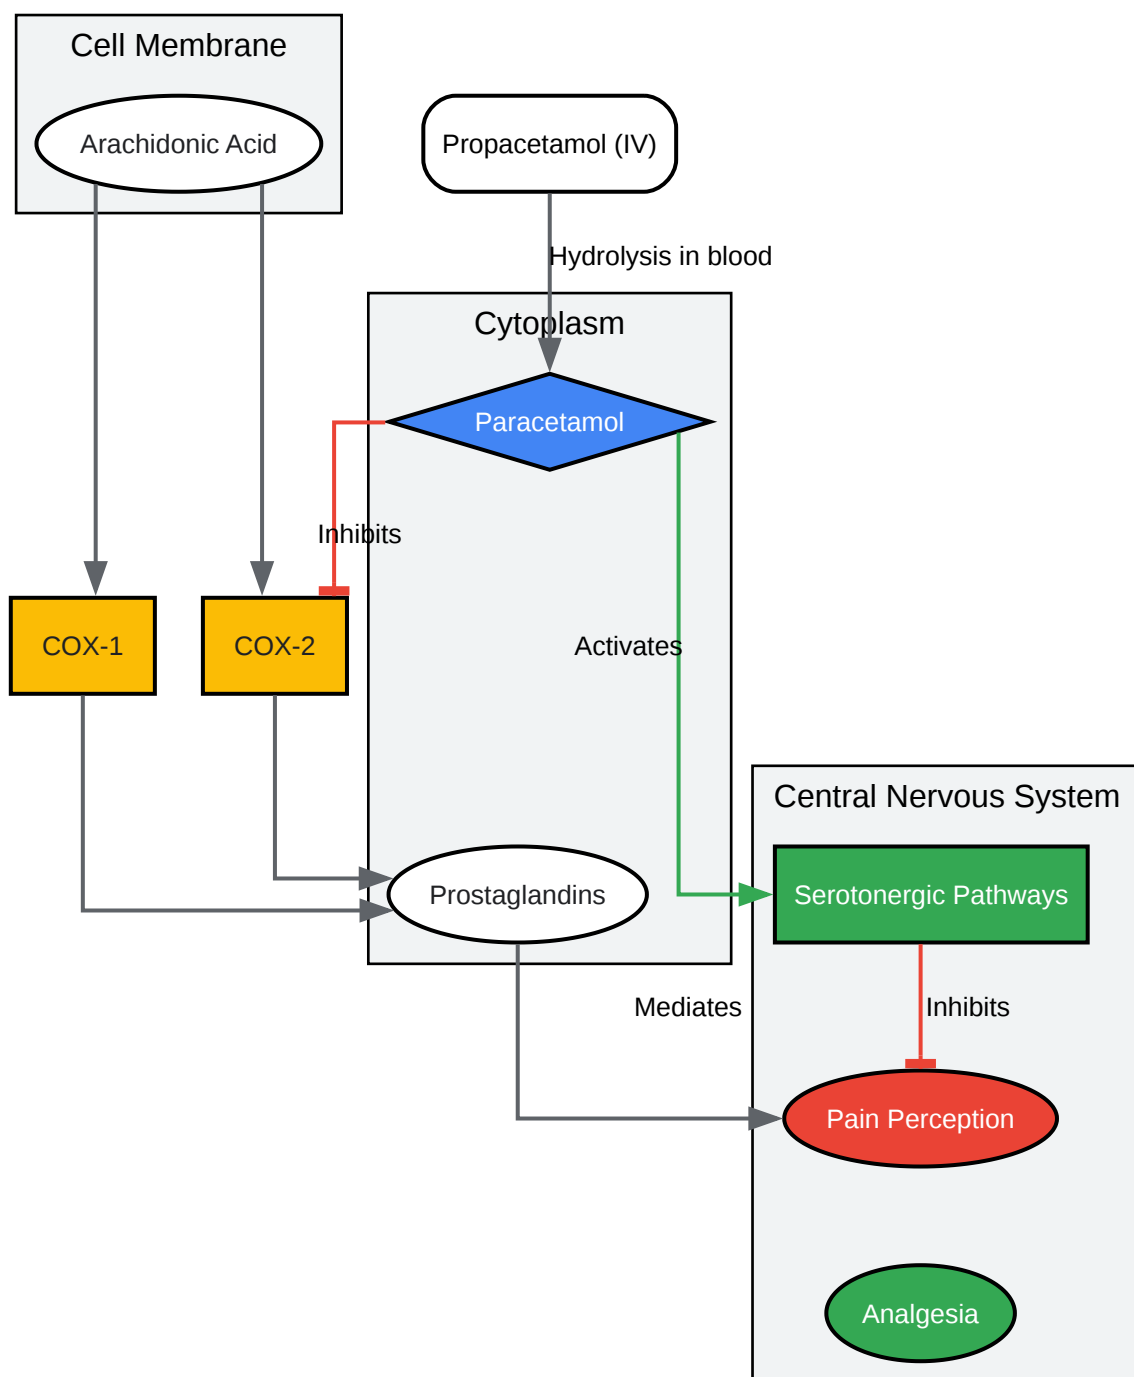 Cell Membrane
Arachidonic Acid
Propacetamol (IV)
Hydrolysis in blood
Cytoplasm
Paracetamol
Inhibits
COX-1
COX-2
Activates
Central Nervous System
Prostaglandins
Serotonergic Pathways
Mediates
Inhibits
Pain Perception
Analgesia